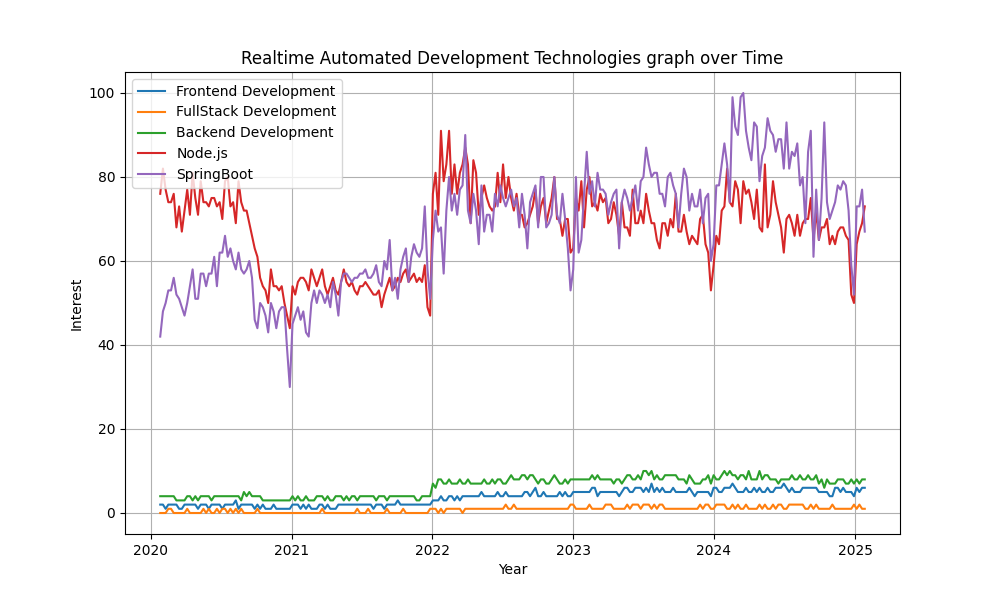 Realtime Automated Development Technologies graph over Time
Frontend Development
FullStack Development
Backend Development
Node.js
SpringBoot
100
80
60
40
20
0
Interest
2020 2021 2022 2023 2024 2025
Year